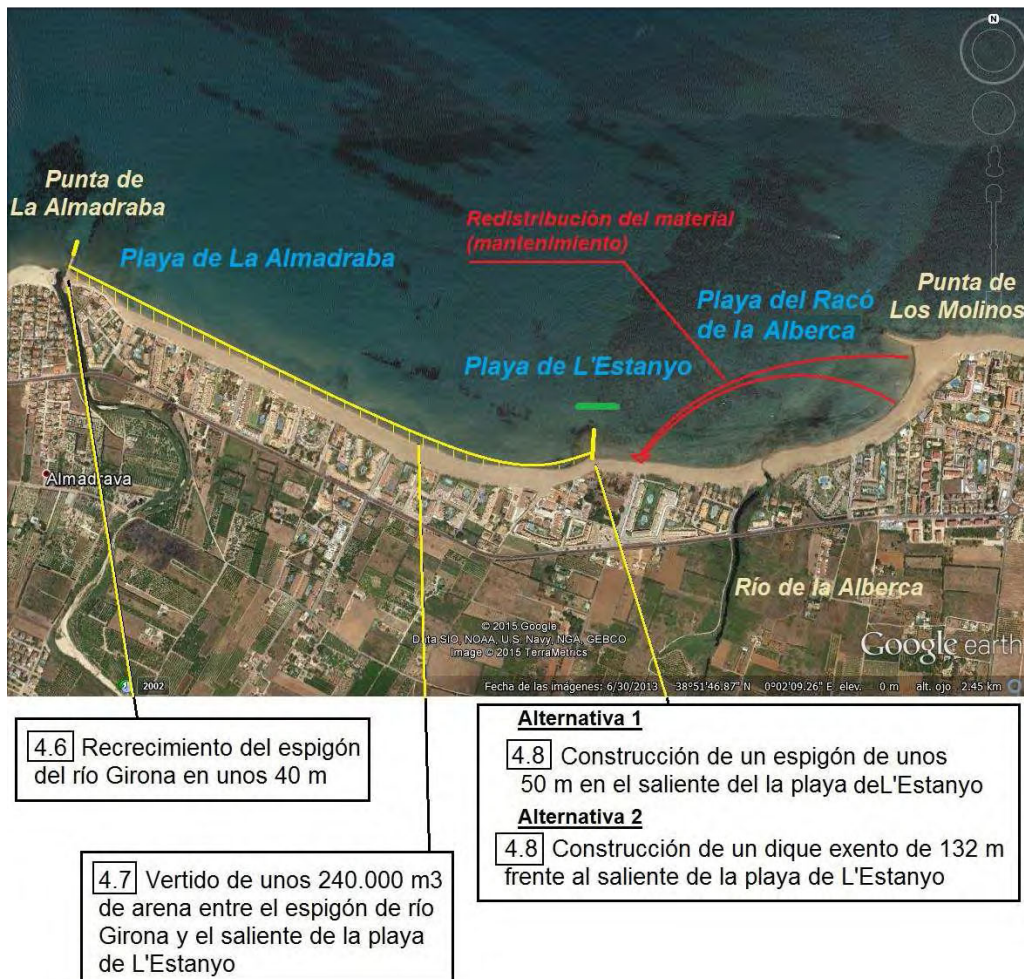 N
Punta de
La Almadraba
Playa de La Almadraba
Redistribución del material
(mantenimiento)
Playa del Racó
de la Alberca
Punta de
Los Molinos
Playa de L'Estanyo
Almadrava
Río de la Alberca
© 2015 Google
Data SIO, NOAA, U.S. Navy, NGA, GEBCO
Image © 2015 TerraMetrics
Google earth
2002
Fecha de las imágenes: 6/30/2013 38°51'46.87" N 0°02'09.26" E elev. 0 m alt. ojo 2.45 km
4.6 Recrecimiento del espigón
del río Girona en unos 40 m
4.7 Vertido de unos 240.000 m3
de arena entre el espigón de río
Girona y el saliente de la playa
de L'Estanyo
Alternativa 1
4.8 Construcción de un espigón de unos
50 m en el saliente del la playa deL'Estanyo
Alternativa 2
4.8 Construcción de un dique exento de 132 m
frente al saliente de la playa de L'Estanyo